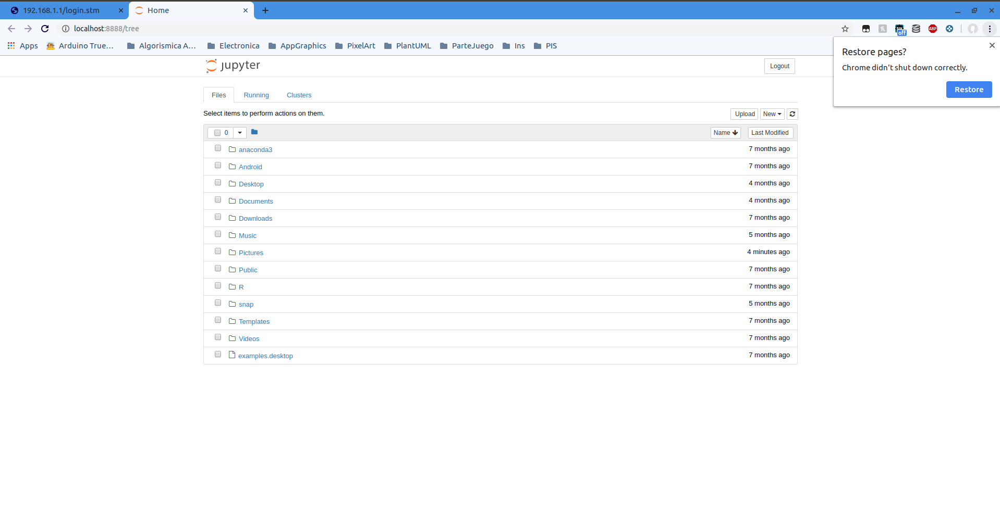 192.168.1.1/login.stm
Home
localhost:8888/tree
off
ABP
Apps
Arduino True...
Algorismica A...
Electronica
AppGraphics
PixelArt
PlantUML
ParteJuego
Ins
PIS
Restore pages?
Chrome didn't shut down correctly.
Restore
jupyter
Logout
Files
Running
Clusters
Select items to perform actions on them.
Upload
New
0
Name
Last Modified
anaconda3
7 months ago
Android
7 months ago
Desktop
4 months ago
Documents
4 months ago
Downloads
7 months ago
Music
5 months ago
Pictures
4 minutes ago
Public
7 months ago
R
7 months ago
snap
5 months ago
Templates
7 months ago
Videos
7 months ago
examples.desktop
7 months ago